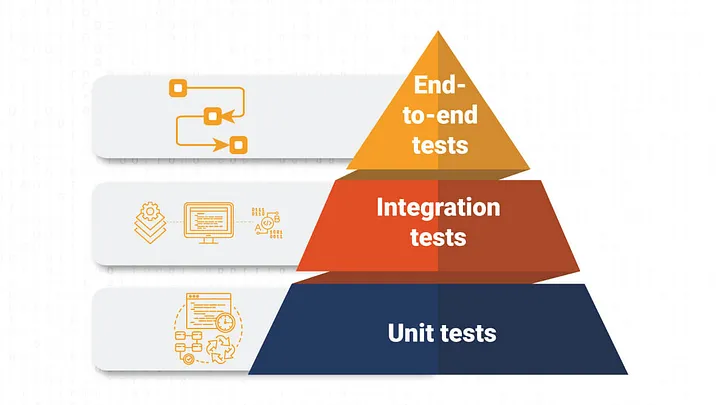 End-
to-end
tests
Integration
tests
Unit tests